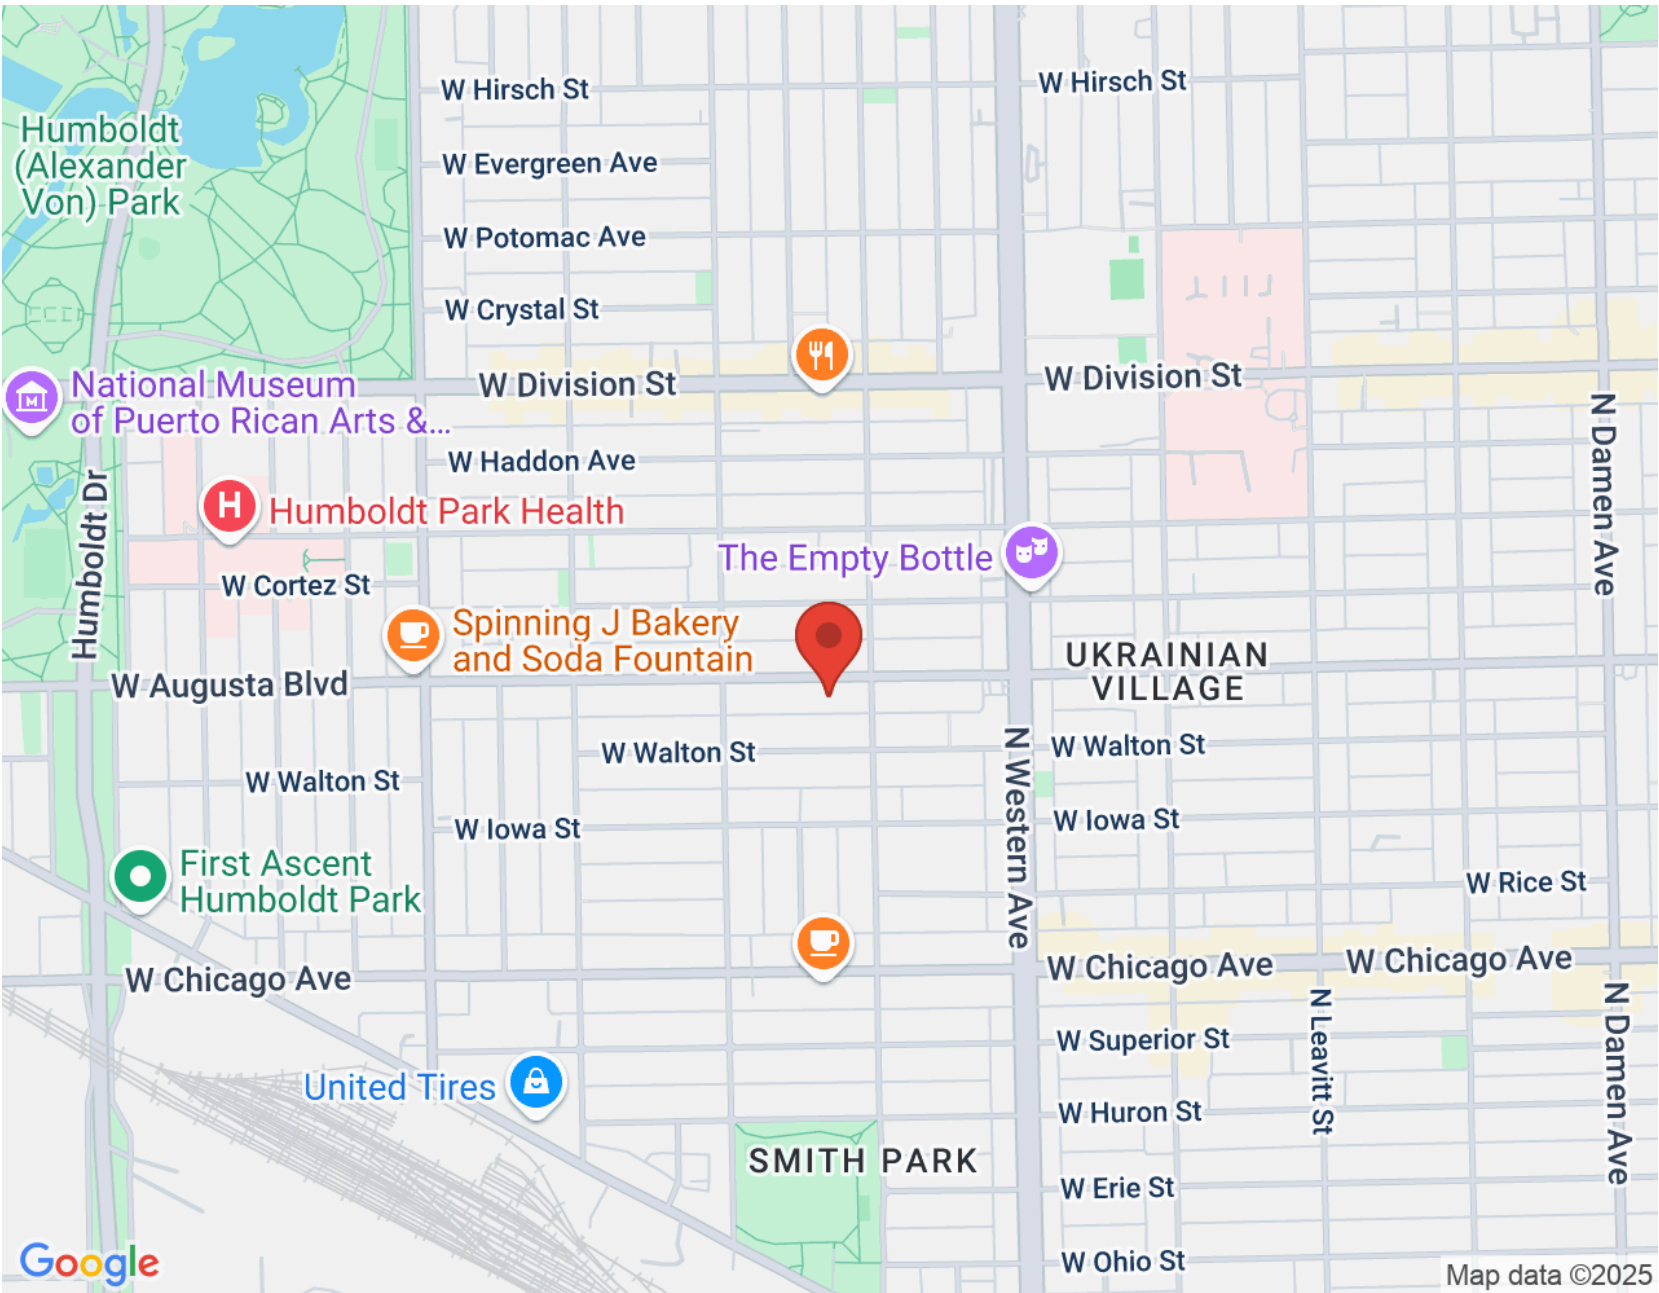 W Hirsch St
W Hirsch St
Humboldt
(Alexander
Von) Park
W Evergreen Ave
W Potomac Ave
W Crystal St
W Division St
W Division St
National Museum
of Puerto Rican Arts &...
N Damen Ave
W Haddon Ave
H
Humboldt Park Health
Humboldt Dr
The Empty Bottle
W Cortez St
Spinning J Bakery
and Soda Fountain
UKRAINIAN
VILLAGE
W Augusta Blvd
W Walton St
W Walton St
W Walton St
N Western Ave
W Iowa St
W Iowa St
First Ascent
Humboldt Park
W Rice St
W Chicago Ave
W Chicago Ave
W Chicago Ave
N Leavitt St
N Damen Ave
W Superior St
United Tires
W Huron St
SMITH PARK
W Erie St
W Ohio St
Google
Map data ©2025